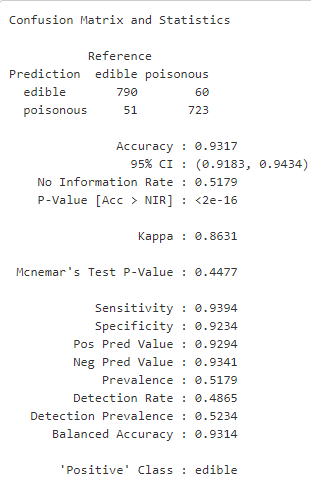 Confusion Matrix and Statistics
Reference
Prediction edible poisonous
edible 790 60
poisonous 51 723
Accuracy : 0.9317
95% CI : (0.9183, 0.9434)
No Information Rate : 0.5179
P-Value [Acc > NIR] : <2e-16
Kappa : 0.8631
Mcnemar's Test P-Value : 0.4477
Sensitivity : 0.9394
Specificity : 0.9234
Pos Pred Value : 0.9294
Neg Pred Value : 0.9341
Prevalence : 0.5179
Detection Rate : 0.4865
Detection Prevalence : 0.5234
Balanced Accuracy : 0.9314
'Positive' Class : edible